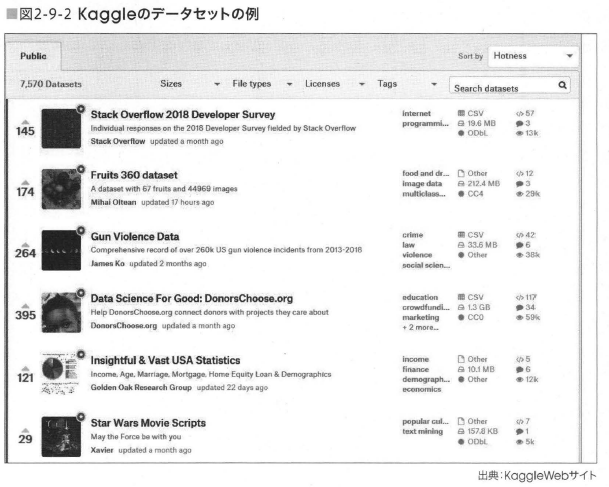 ■図2-9-2 Kaggleのデータセットの例
Public
Sort by Hotness
7,570 Datasets Sizes File types Licenses Tags Search datasets
145
Stack Overflow 2018 Developer Survey
Individual responses on the 2018 Developer Survey fielded by Stack Overflow
Stack Overflow updated a month ago
internet
programmi...
CSV
19.6 MB
ODbL
57
3
13k
174
Fruits 360 dataset
A dataset with 67 fruits and 44969 images
Mihai Oltean updated 17 hours ago
food and dr...
image data
multiclass...
Other
212.4 MB
CC4
12
3
29k
264
Gun Violence Data
Comprehensive record of over 260k US gun violence incidents from 2013-2018
James Ko updated 2 months ago
crime
law
violence
social scien...
CSV
33.6 MB
Other
42
6
38k
395
Data Science For Good: DonorsChoose.org
Help DonorsChoose.org connect donors with projects they care about
DonorsChoose.org updated a month ago
education
crowdfundi...
marketing
+ 2 more...
CSV
1.3 GB
CC0
117
34
59k
121
Insightful & Vast USA Statistics
Income, Age, Marriage, Mortgage, Home Equity Loan & Demographics
Golden Oak Research Group updated 22 days ago
income
finance
demograph...
economics
Other
10.1 MB
Other
5
6
12k
29
Star Wars Movie Scripts
May the Force be with you
Xavier updated a month ago
popular cul...
text mining
Other
157.8 KB
ODbL
7
1
5k
出典:KaggleWebサイト